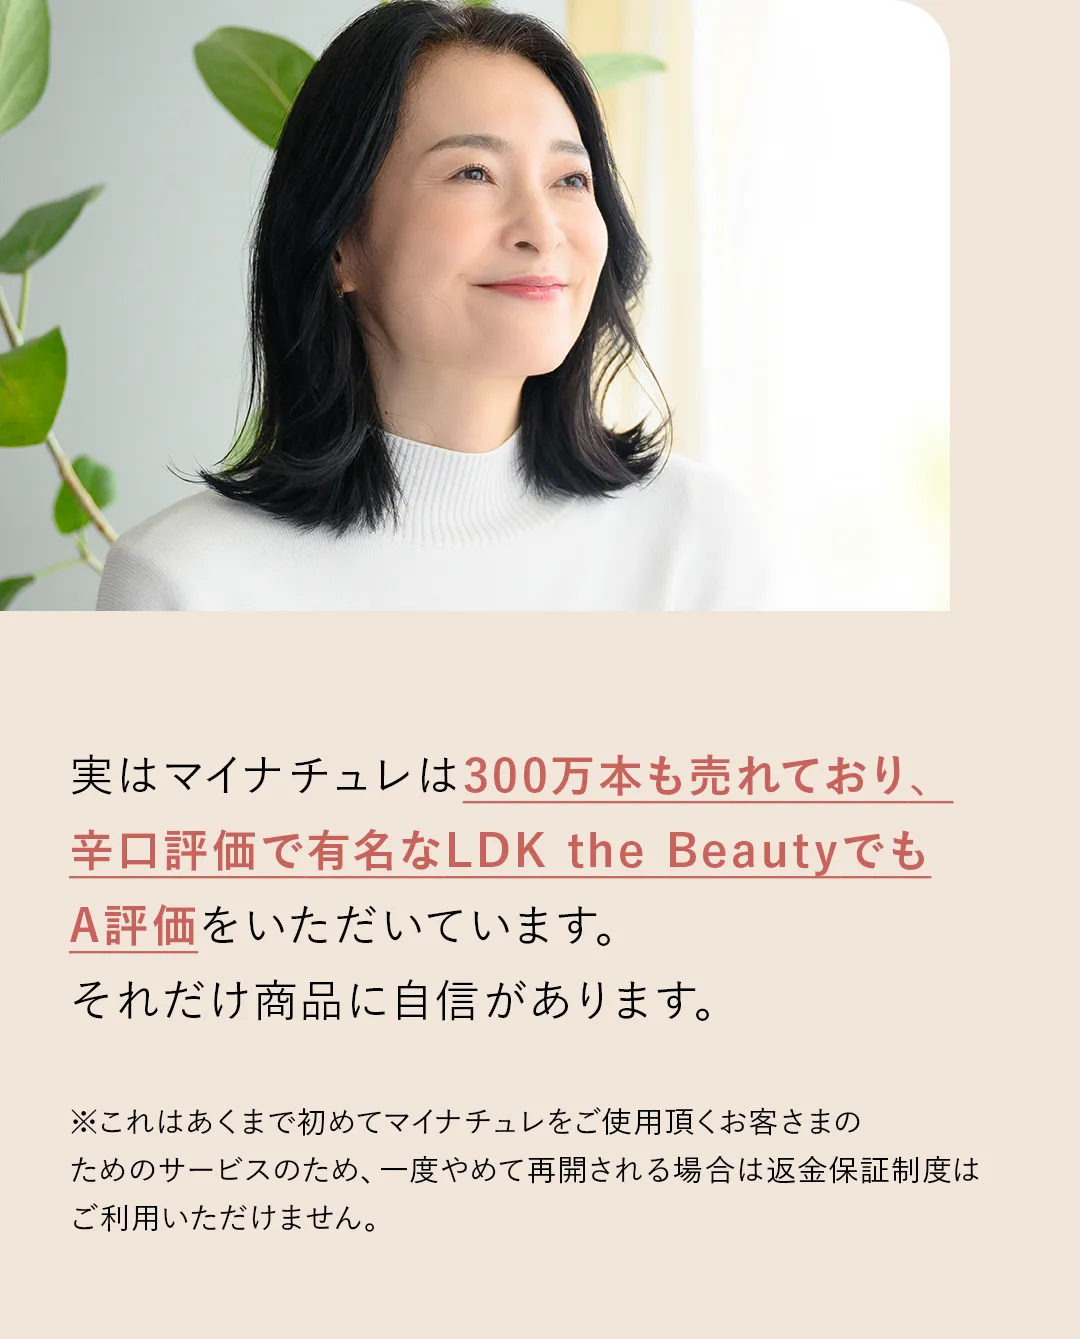 実はマイナチュレは300万本も売れており、
辛口評価で有名なLDK the Beautyでも
A評価をいただいています。
それだけ商品に自信があります。
※これはあくまで初めてマイナチュレをご使用頂くお客さまの
ためのサービスのため、一度やめて再開される場合は返金保証制度は
ご利用いただけません。